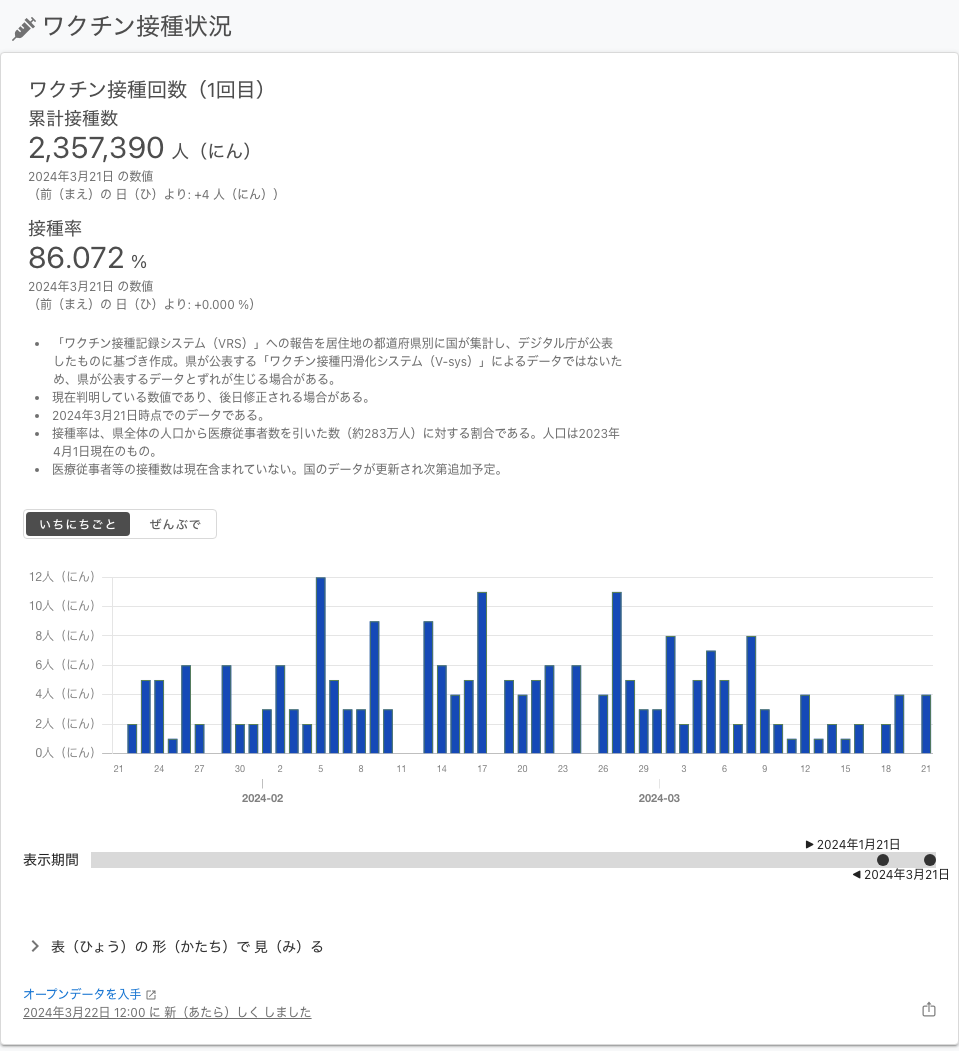 ワクチン接種状況
ワクチン接種回数（1回目）
累計接種数
2,357,390 人（にん）
2024年3月21日 の数値
（前（まえ）の 日（ひ）より: +4 人（にん））
接種率
86.072 %
2024年3月21日 の数値
（前（まえ）の 日（ひ）より: +0.000 %）
• 「ワクチン接種記録システム（VRS）」への報告を居住地の都道府県別に国が集計し、デジタル庁が公表
したものに基づき作成。県が公表する「ワクチン接種円滑化システム（V-sys）」によるデータではないた
め、県が公表するデータとずれが生じる場合がある。
• 現在判明している数値であり、後日修正される場合がある。
• 2024年3月21日時点でのデータである。
• 接種率は、県全体の人口から医療従事者数を引いた数（約283万人）に対する割合である。人口は2023年
4月1日現在のもの。
• 医療従事者等の接種数は現在含まれていない。国のデータが更新され次第追加予定。
いちにちごと ぜんぶで
12人（にん）
10人（にん）
8人（にん）
6人（にん）
4人（にん）
2人（にん）
0人（にん）
21 24 27 30 2 5 8 11 14 17 20 23 26 29 3 6 9 12 15 18 21
2024-02 2024-03
2024年1月21日
表示期間
2024年3月21日
表（ひょう）の 形（かたち）で 見（み）る
オープンデータを入手
2024年3月22日 12:00 に 新（あたら）しく しました